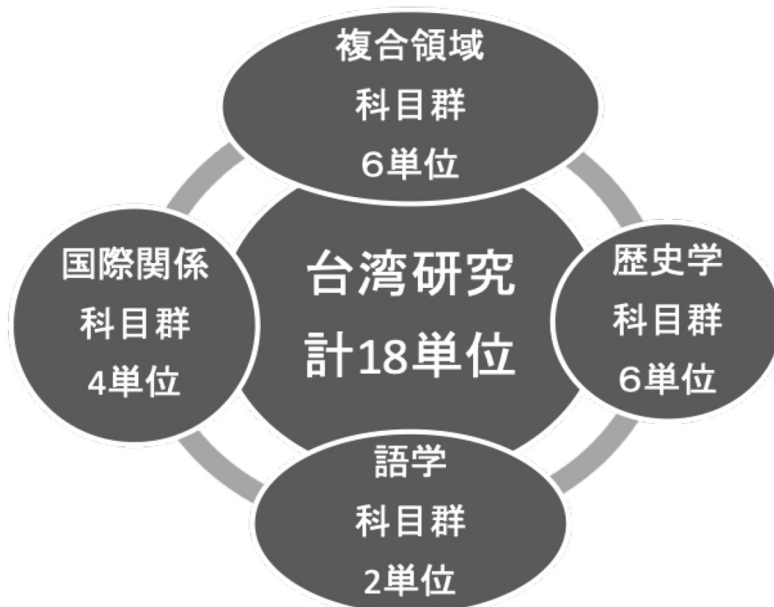 複合領域
科目群
６単位
国際関係
科目群
4単位
台湾研究
計18単位
歴史学
科目群
６単位
語学
科目群
2単位